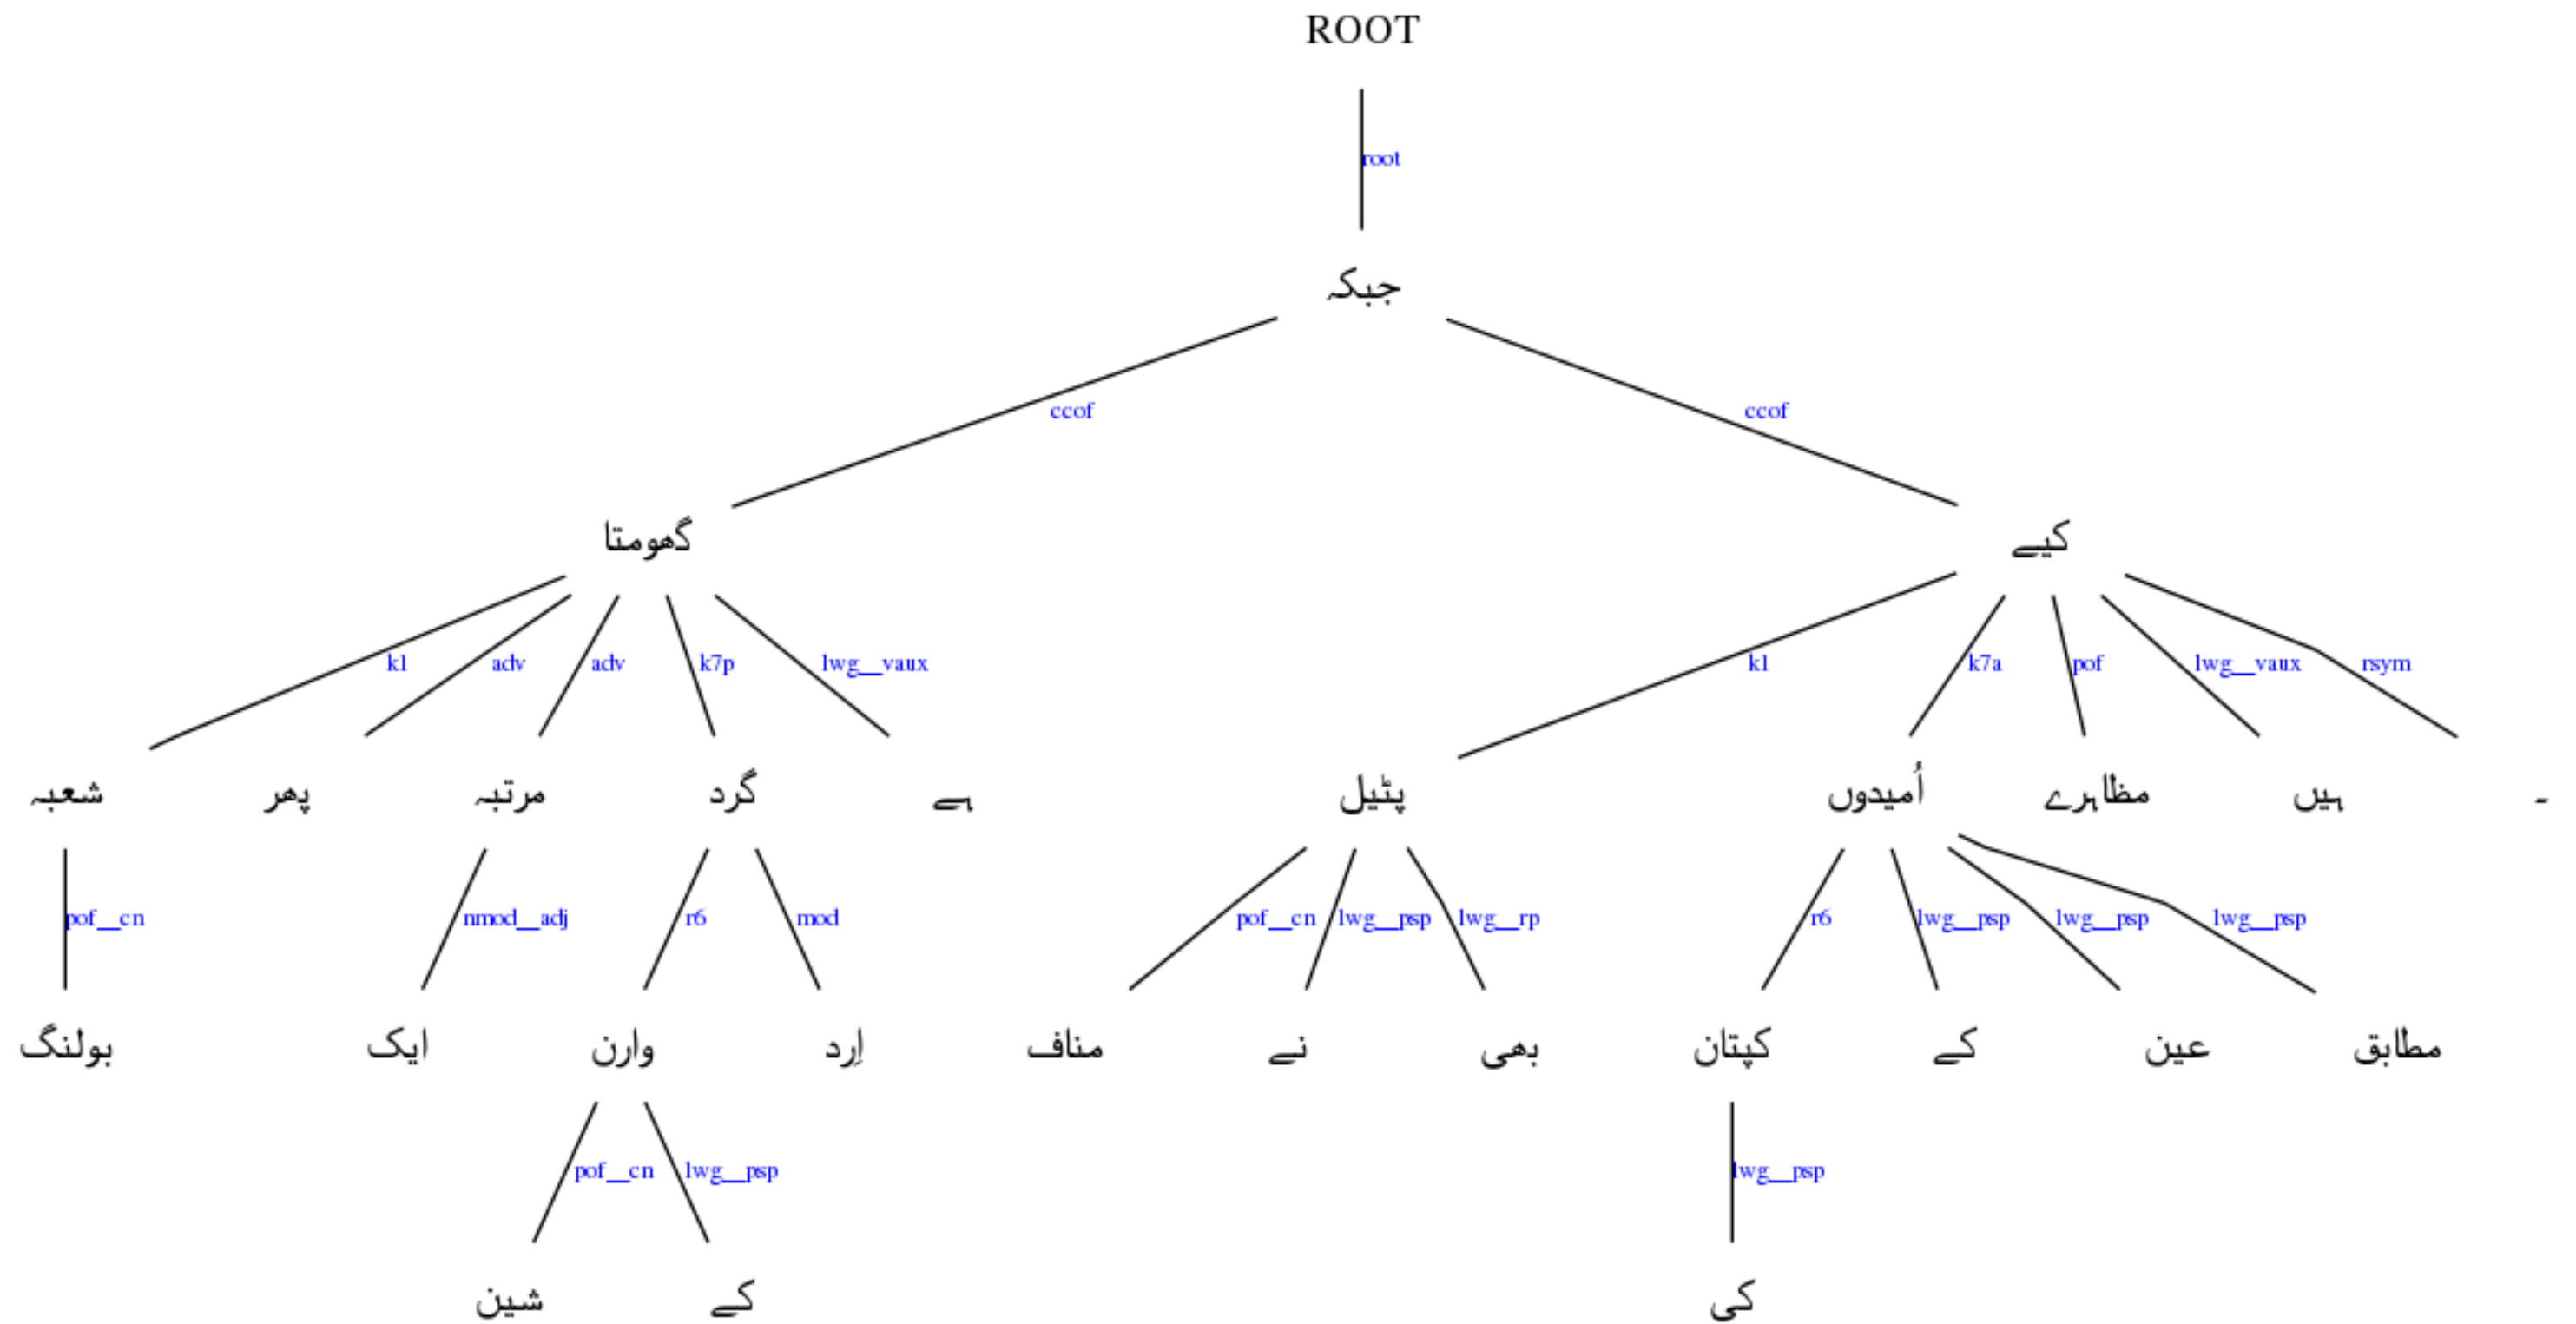 ROOT
root
جبکہ
ccof ccof
گھومتا کیے
k1 adv adv k7p lwg__vaux k1 k7a pof lwg__vaux rsym
شعبہ پھر مرتبہ گرد ہے پٹیل اُمیدوں مظاہرے ہیں ۔
pof__cn nmod__adj r6 mod pof__cn lwg__psp lwg__rp r6 lwg__psp lwg__psp lwg__psp
بولنگ ایک وارن اِرد مناف نے بھی کپتان کے عین مطابق
pof__cn lwg__psp lwg__psp
شین کے کی